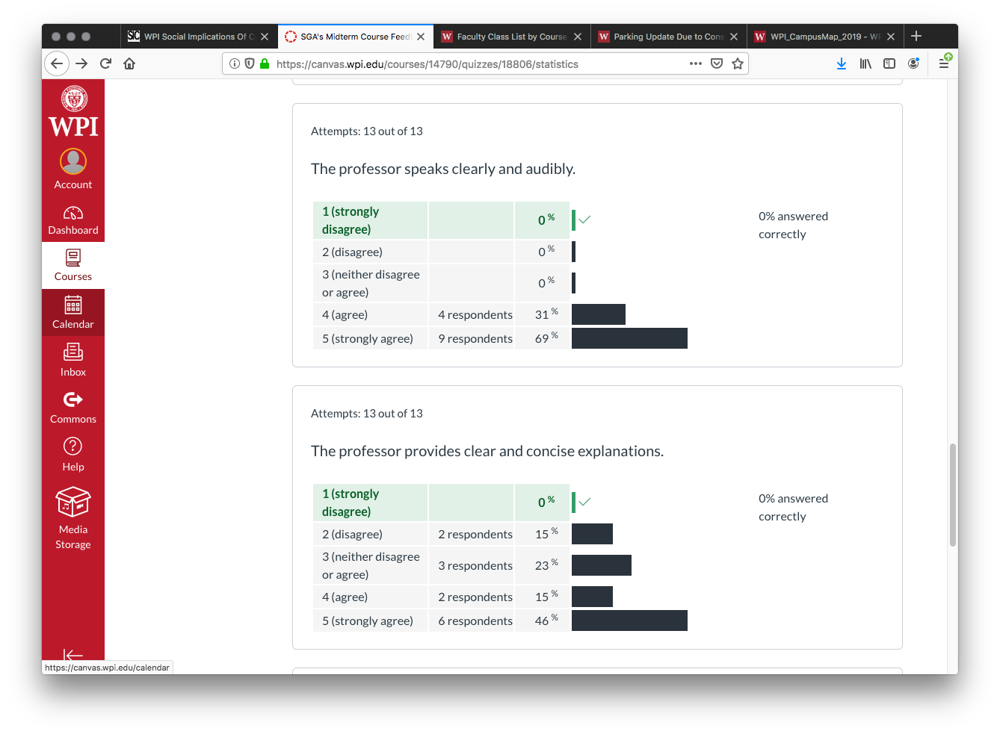 WPI Social Implications Of C
SGA's Midterm Course Feed
Faculty Class List by Course
Parking Update Due to Cons
WPI_CampusMap_2019 - WP
https://canvas.wpi.edu/courses/14790/quizzes/18806/statistics
WPI
Account
Dashboard
Courses
Calendar
Inbox
Commons
Help
Media
Storage
https://canvas.wpi.edu/calendar
Attempts: 13 out of 13
The professor speaks clearly and audibly.
1 (strongly
disagree) 0 %
2 (disagree) 0 %
3 (neither disagree
or agree) 0 %
4 (agree) 4 respondents 31 %
5 (strongly agree) 9 respondents 69 %
0% answered
correctly
Attempts: 13 out of 13
The professor provides clear and concise explanations.
1 (strongly
disagree) 0 %
2 (disagree) 2 respondents 15 %
3 (neither disagree
or agree) 3 respondents 23 %
4 (agree) 2 respondents 15 %
5 (strongly agree) 6 respondents 46 %
0% answered
correctly